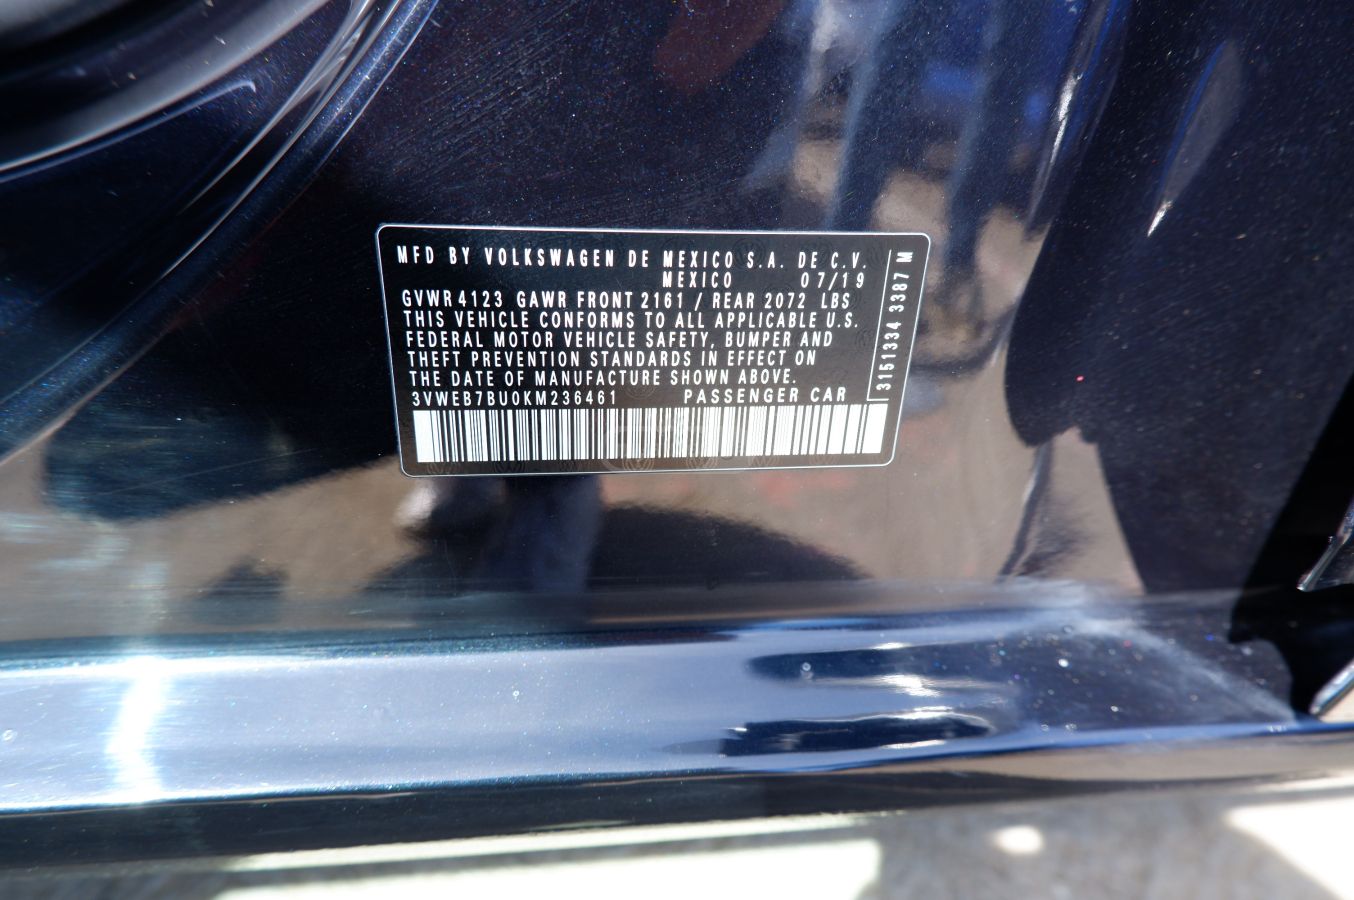 MFD BY VOLKSWAGEN DE MEXICO S.A. DE C.V.
MEXICO 07/19
GVWR 4123 GAWR FRONT 2161 / REAR 2072 LBS
THIS VEHICLE CONFORMS TO ALL APPLICABLE U.S.
FEDERAL MOTOR VEHICLE SAFETY, BUMPER AND
THEFT PREVENTION STANDARDS IN EFFECT ON
THE DATE OF MANUFACTURE SHOWN ABOVE.
3VWEB7BU0KM236461 PASSENGER CAR
3151334 3387 M